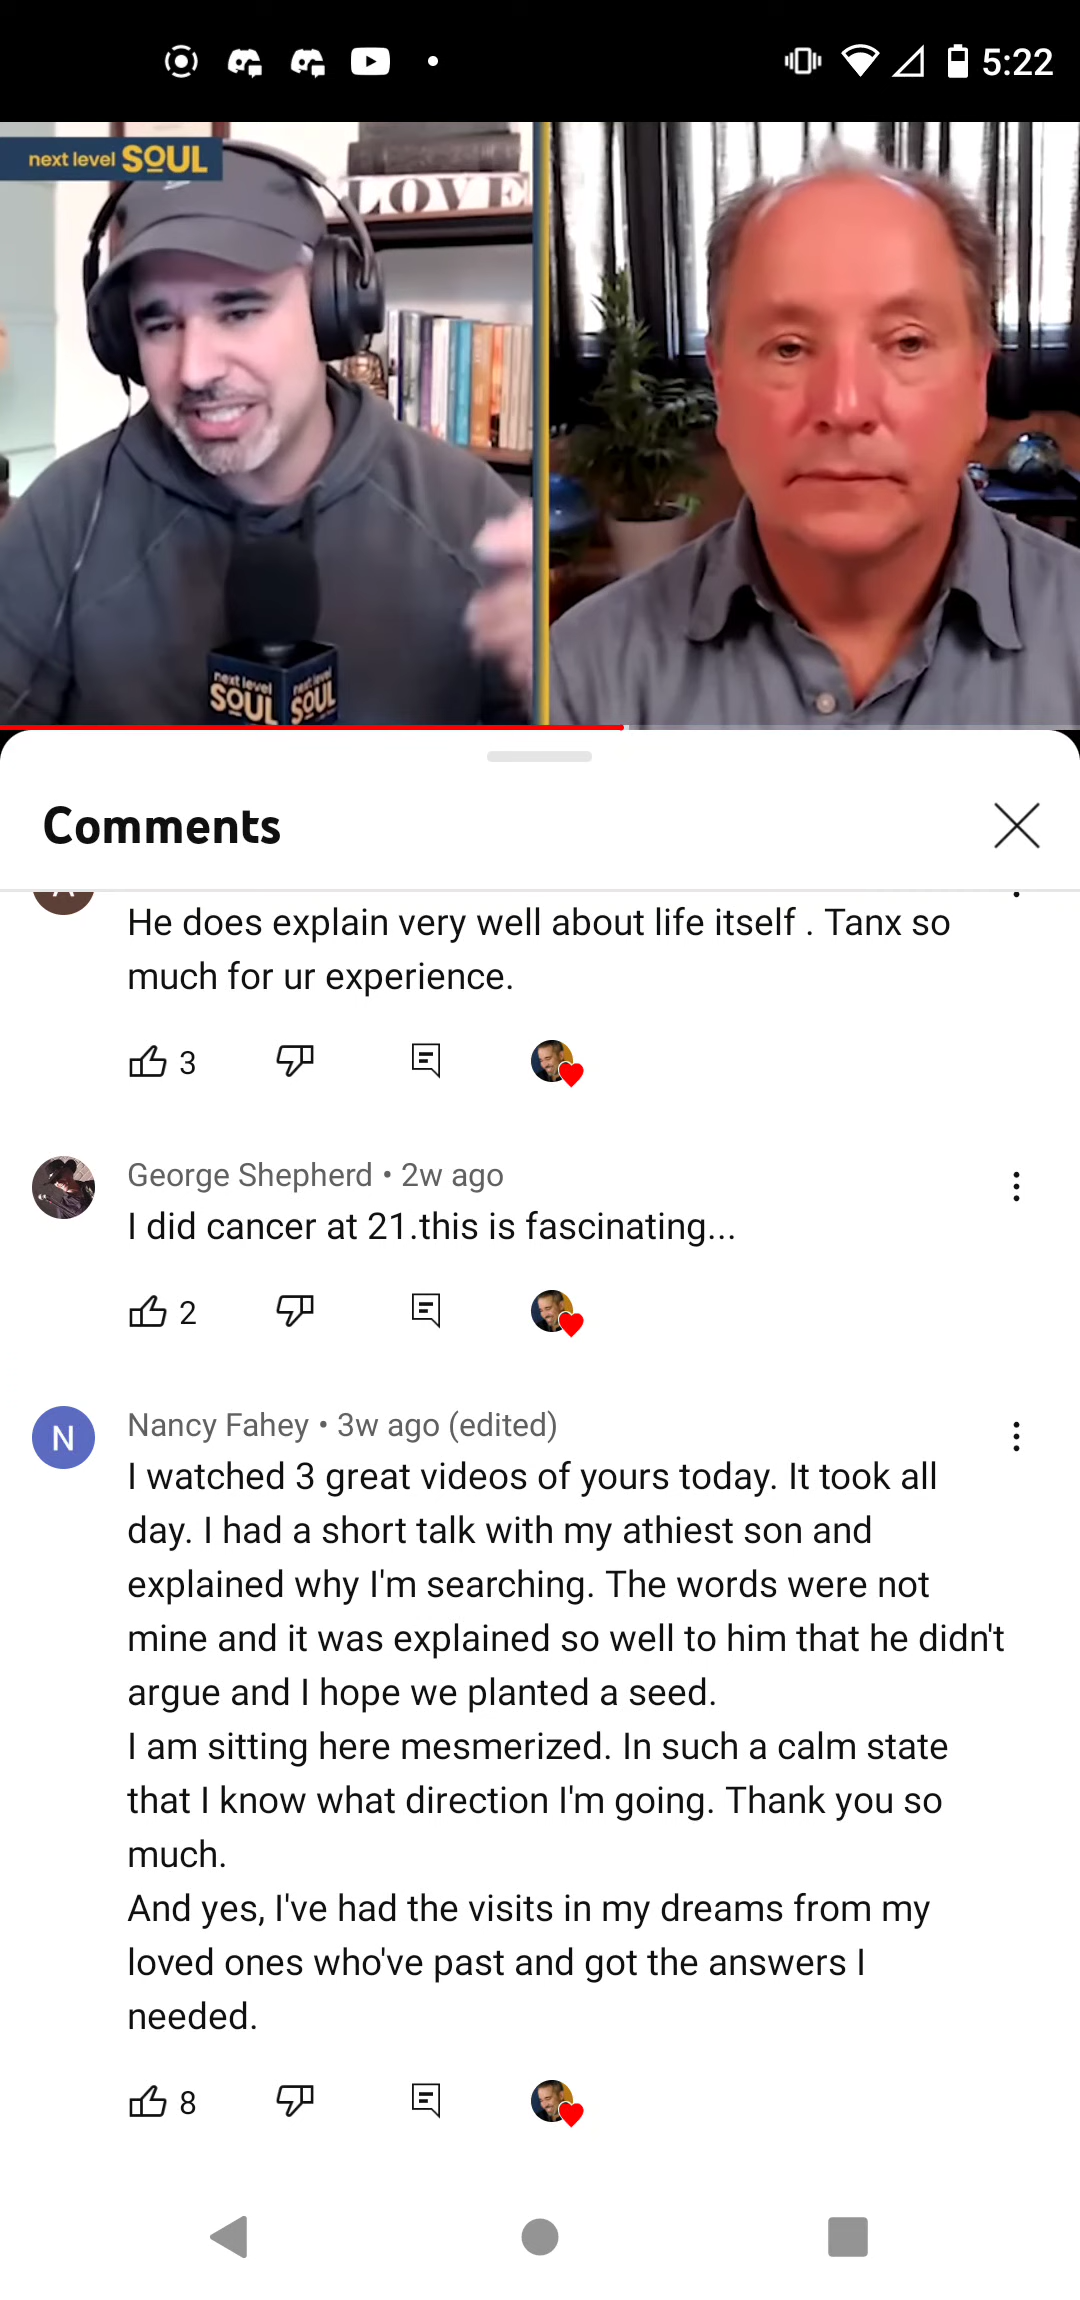 5:22
next level SOUL
LOVE
next level SOUL
next level SOUL
Comments
He does explain very well about life itself . Tanx so
much for ur experience.
3
George Shepherd • 2w ago
I did cancer at 21.this is fascinating...
2
N
Nancy Fahey • 3w ago (edited)
I watched 3 great videos of yours today. It took all
day. I had a short talk with my athiest son and
explained why I'm searching. The words were not
mine and it was explained so well to him that he didn't
argue and I hope we planted a seed.
I am sitting here mesmerized. In such a calm state
that I know what direction I'm going. Thank you so
much.
And yes, I've had the visits in my dreams from my
loved ones who've past and got the answers I
needed.
8